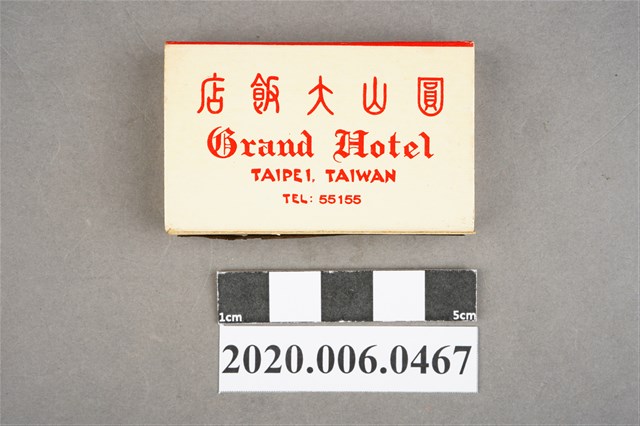 圓山大飯店
Grand Hotel
TAIPEI, TAIWAN
TEL: 55155
1cm 5cm
2020.006.0467